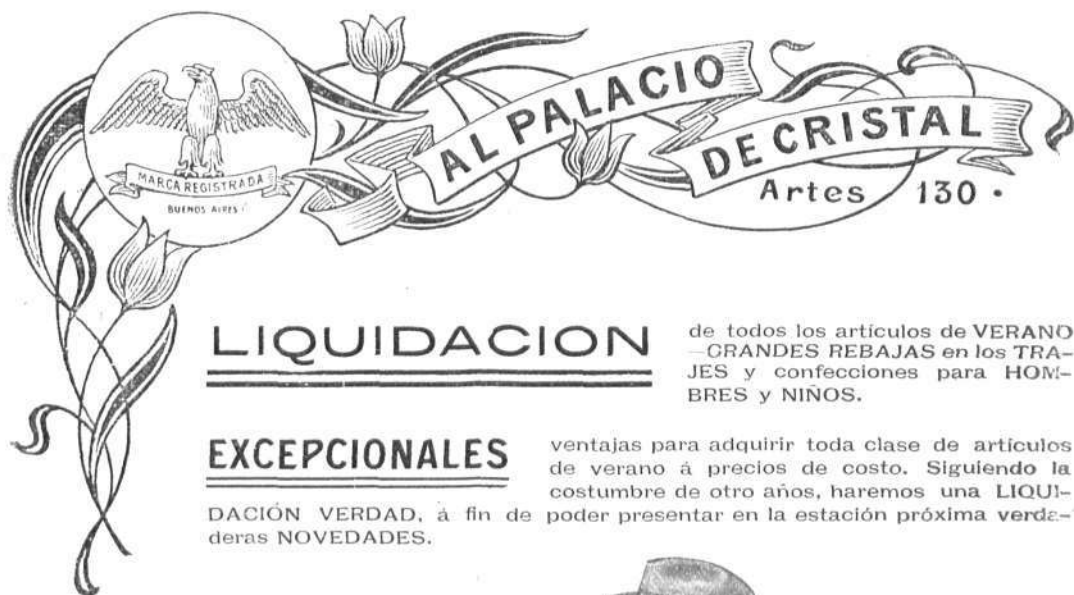 AL PALACIO
DE CRISTAL
Artes 130.
MARCA REGISTRADA
BUENOS AIRES
LIQUIDACION
de todos los artículos de VERANO
—GRANDES REBAJAS en los TRA-
JES y confecciones para HOM-
BRES y NIÑOS.
EXCEPCIONALES
ventajas para adquirir toda clase de artículos
de verano á precios de costo. Siguiendo la
costumbre de otro años, haremos una LIQUI-
DACIÓN VERDAD, á fin de poder presentar en la estación próxima verda-
deras NOVEDADES.